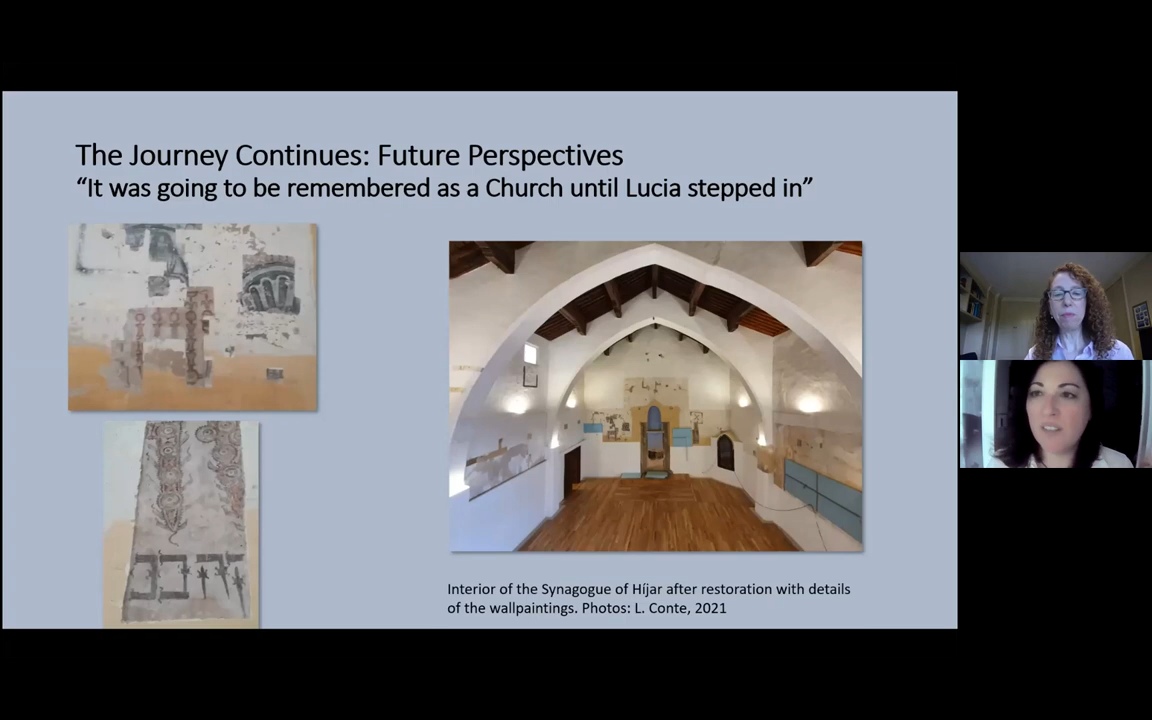 The Journey Continues: Future Perspectives
“It was going to be remembered as a Church until Lucia stepped in”
Interior of the Synagogue of Híjar after restoration with details
of the wallpaintings. Photos: L. Conte, 2021